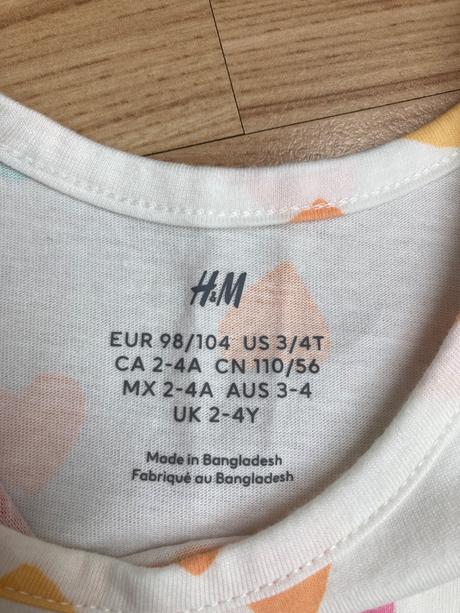 H&M
EUR 98/104 US 3/4T
CA 2-4A CN 110/56
MX 2-4A AUS 3-4
UK 2-4Y
Made in Bangladesh
Fabriqué au Bangladesh